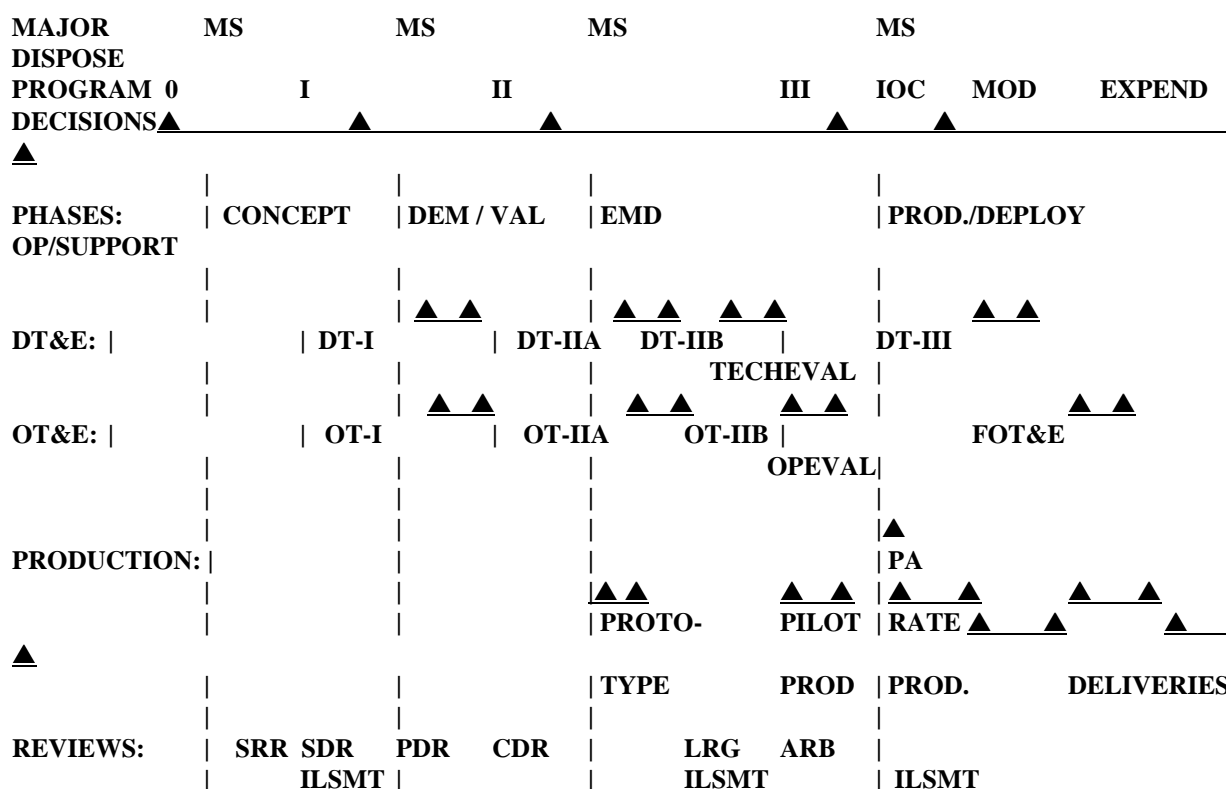 MAJOR MS MS MS MS
DISPOSE
PROGRAM 0 I II III IOC MOD EXPEND
DECISIONS
PHASES: | CONCEPT | DEM / VAL | EMD | PROD./DEPLOY
OP/SUPPORT
DT&E: | | DT-I | DT-IIA DT-IIB | DT-III
| | | TECHEVAL |
OT&E: | | OT-I | OT-IIA OT-IIB | FOT&E
| | | OPEVAL|
PRODUCTION: | | | | PA
| | | PROTO- PILOT | RATE
| | | TYPE PROD | PROD. DELIVERIES
REVIEWS: | SRR SDR PDR CDR | LRG ARB |
| ILSMT | | ILSMT | ILSMT